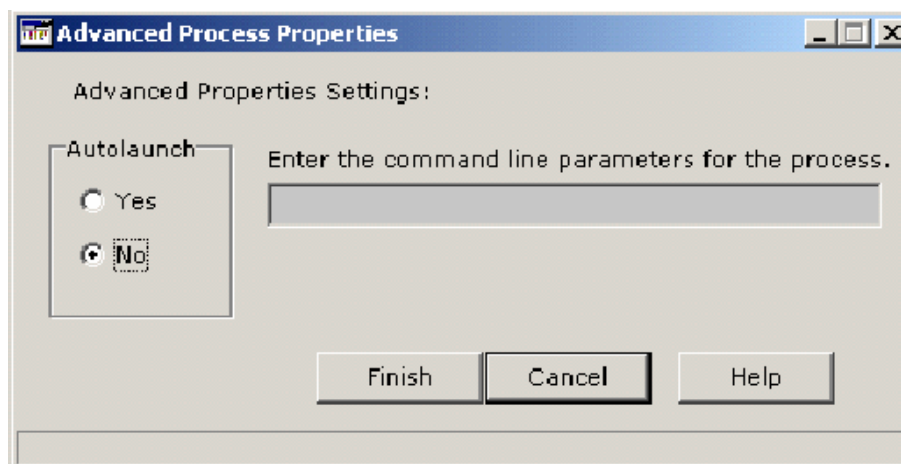 Advanced Process Properties
Advanced Properties Settings:
Autolaunch
Enter the command line parameters for the process.
Yes
No
Finish
Cancel
Help